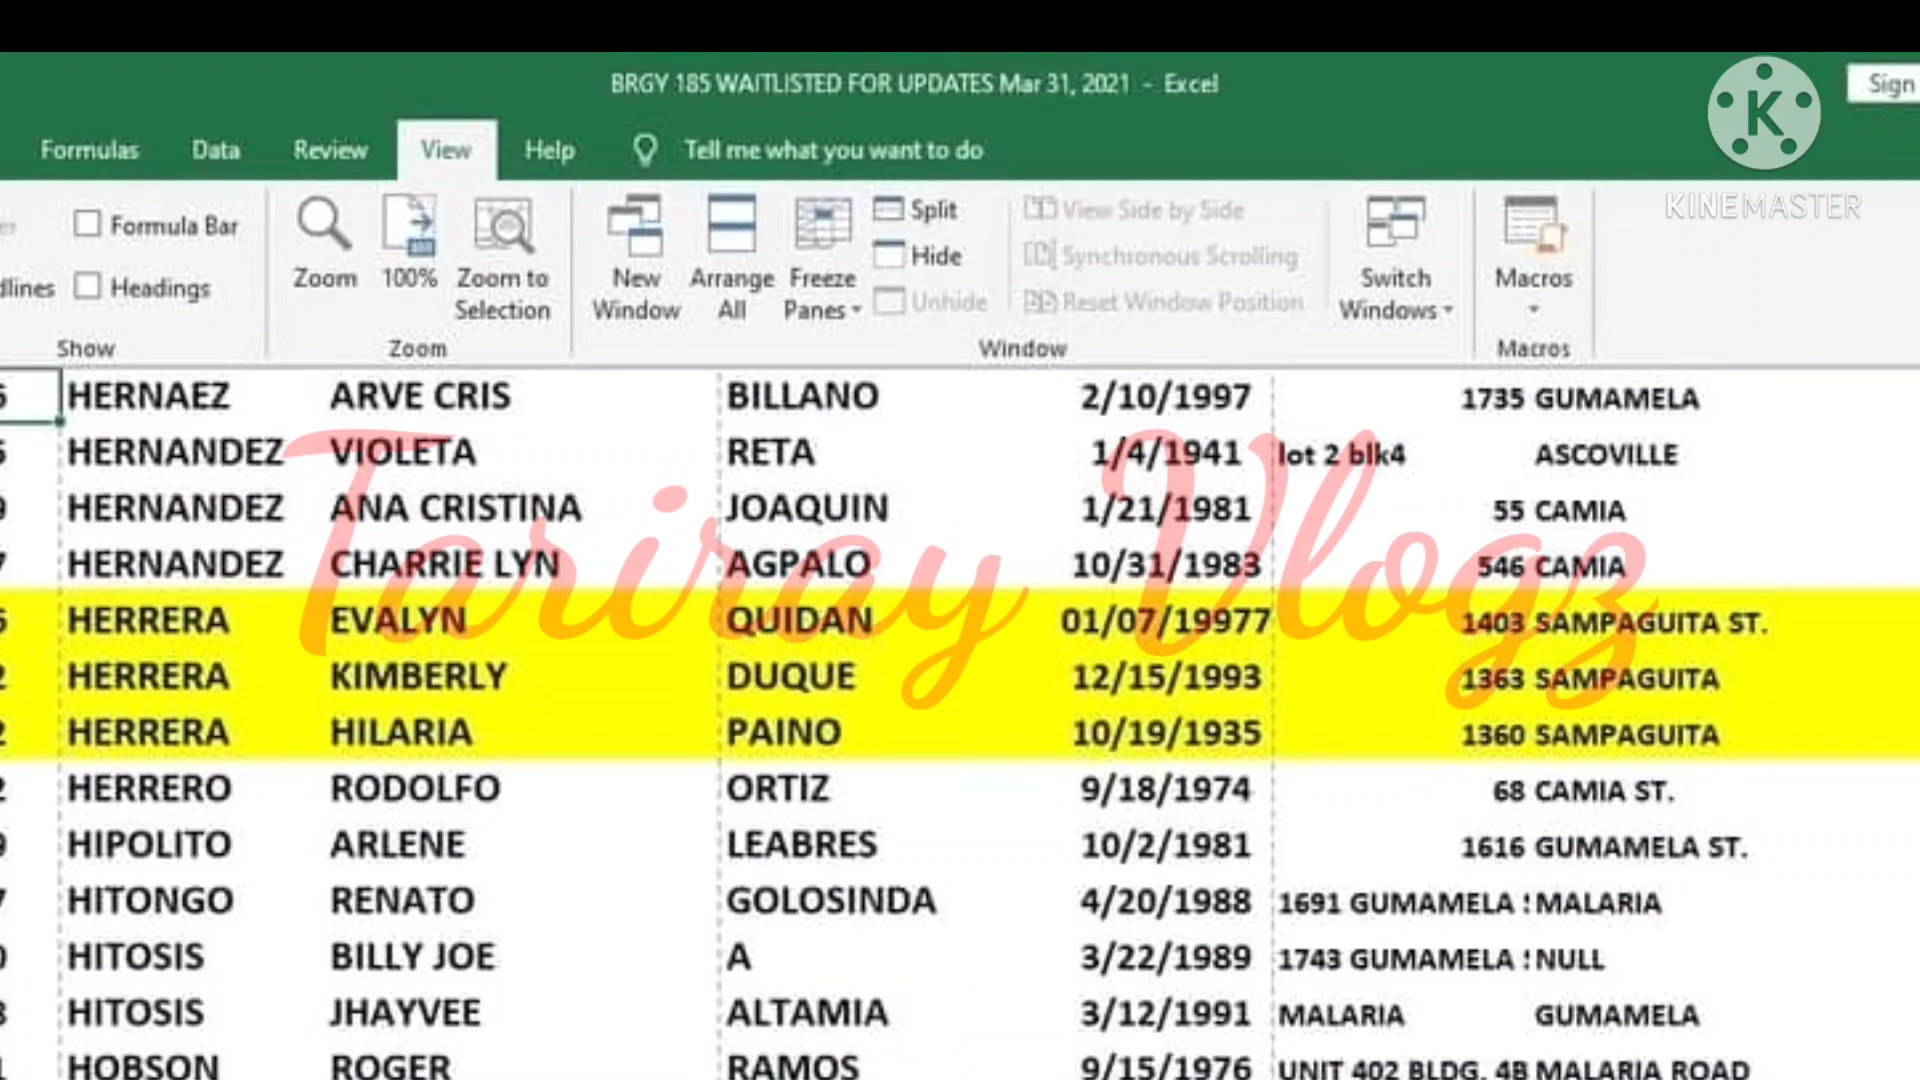 BRGY 185 WAITLISTED FOR UPDATES Mar 31, 2021 - Excel
Sign
K
KINEMASTER
Formulas Data Review View Help Tell me what you want to do
Formula Bar
Headings
Show
Zoom 100% Zoom to Selection
Zoom
New Window Arrange All Freeze Panes
Split
Hide
Unhide
View Side by Side
Synchronous Scrolling
Reset Window Position
Window
Switch Windows
Macros
Macros
HERNAEZ ARVE CRIS BILLANO 2/10/1997 1735 GUMAMELA
HERNANDEZ VIOLETA RETA 1/4/1941 lot 2 blk4 ASCOVILLE
HERNANDEZ ANA CRISTINA JOAQUIN 1/21/1981 55 CAMIA
HERNANDEZ CHARRIE LYN AGPALO 10/31/1983 546 CAMIA
HERRERA EVALYN QUIDAN 01/07/19977 1403 SAMPAGUITA ST.
HERRERA KIMBERLY DUQUE 12/15/1993 1363 SAMPAGUITA
HERRERA HILARIA PAINO 10/19/1935 1360 SAMPAGUITA
HERRERO RODOLFO ORTIZ 9/18/1974 68 CAMIA ST.
HIPOLITO ARLENE LEABRES 10/2/1981 1616 GUMAMELA ST.
HITONGO RENATO GOLOSINDA 4/20/1988 1691 GUMAMELA MALARIA
HITOSIS BILLY JOE A 3/22/1989 1743 GUMAMELA NULL
HITOSIS JHAYVEE ALTAMIA 3/12/1991 MALARIA GUMAMELA
HOBSON ROGER RAMOS 9/15/1976 UNIT 402 BLDG. 4B MALARIA ROAD
Tariray Vlogz